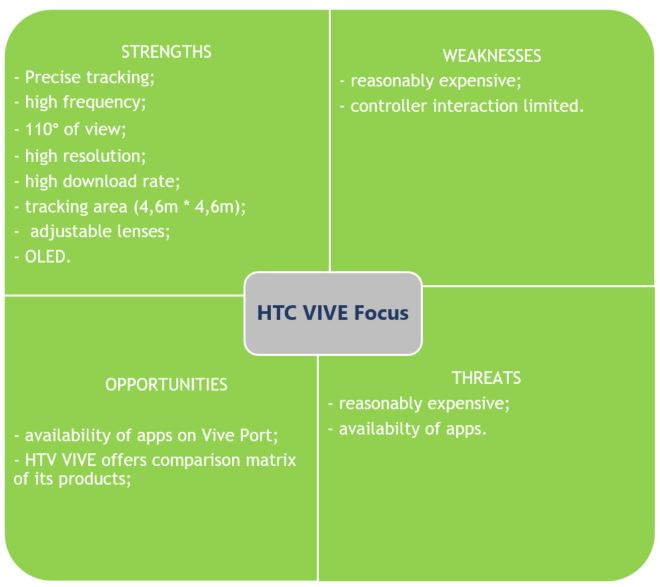 STRENGTHS
- Precise tracking;
- high frequency;
- 110° of view;
- high resolution;
- high download rate;
- tracking area (4,6m * 4,6m);
-  adjustable lenses;
- OLED.
WEAKNESSES
- reasonably expensive;
- controller interaction limited.
HTC VIVE Focus
OPPORTUNITIES
- availability of apps on Vive Port;
- HTV VIVE offers comparison matrix
of its products;
THREATS
- reasonably expensive;
- availabilty of apps.